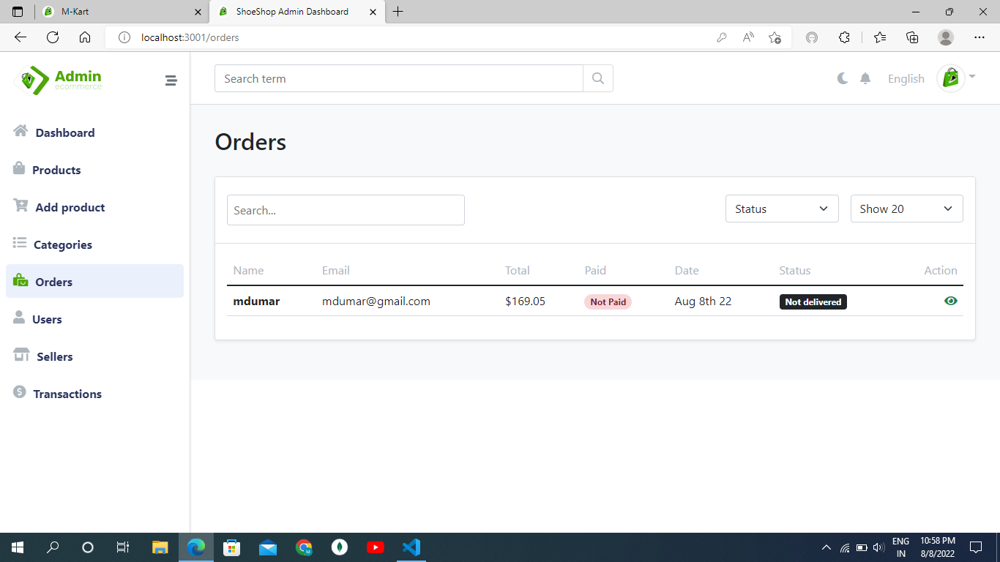 M-Kart
ShoeShop Admin Dashboard
localhost:3001/orders
Admin
ecommerce
Search term
English
Dashboard
Products
Add product
Categories
Orders
Users
Sellers
Transactions
Orders
Search...
Status
Show 20
Name Email Total Paid Date Status Action
mdumar mdumar@gmail.com $169.05 Not Paid Aug 8th 22 Not delivered
ENG
IN
10:58 PM
8/8/2022